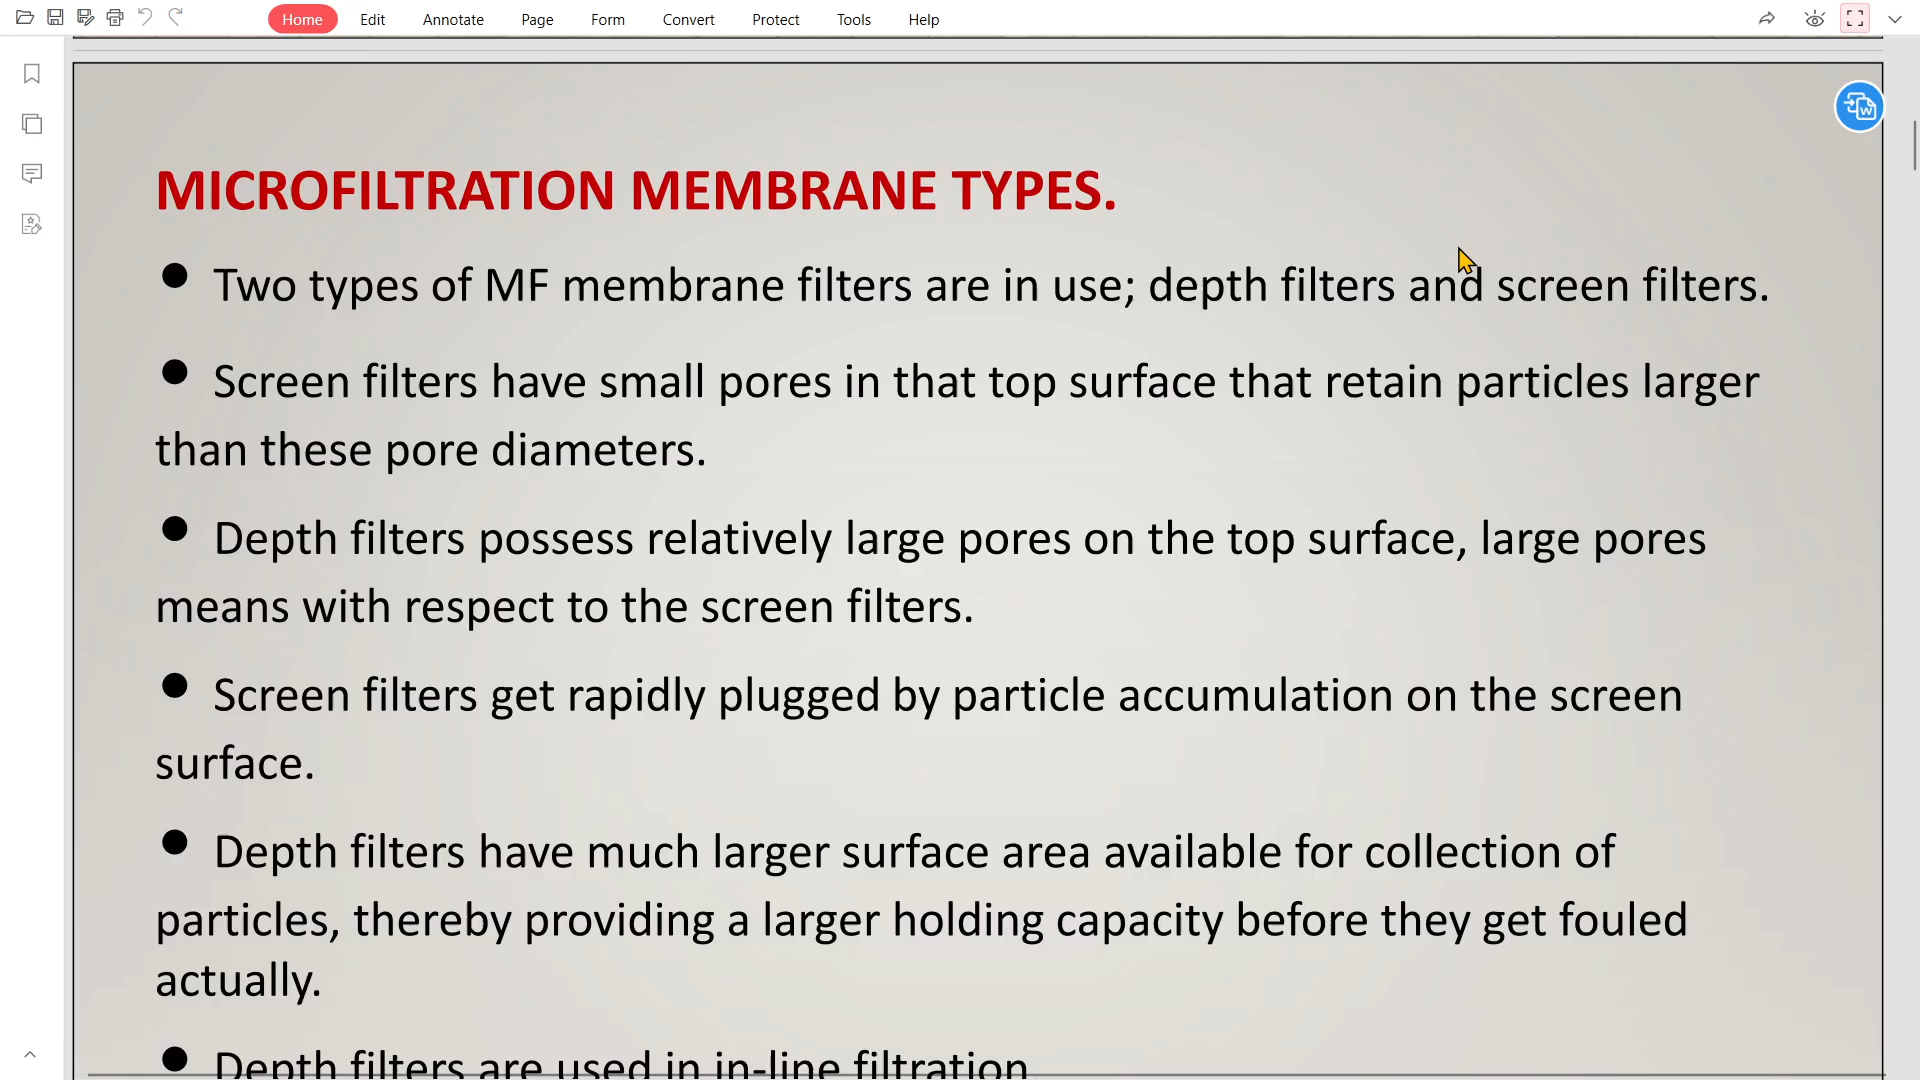 Home Edit Annotate Page Form Convert Protect Tools Help
MICROFILTRATION MEMBRANE TYPES.
● Two types of MF membrane filters are in use; depth filters and screen filters.
● Screen filters have small pores in that top surface that retain particles larger
than these pore diameters.
● Depth filters possess relatively large pores on the top surface, large pores
means with respect to the screen filters.
● Screen filters get rapidly plugged by particle accumulation on the screen
surface.
● Depth filters have much larger surface area available for collection of
particles, thereby providing a larger holding capacity before they get fouled
actually.
● Depth filters are used in in-line filtration.